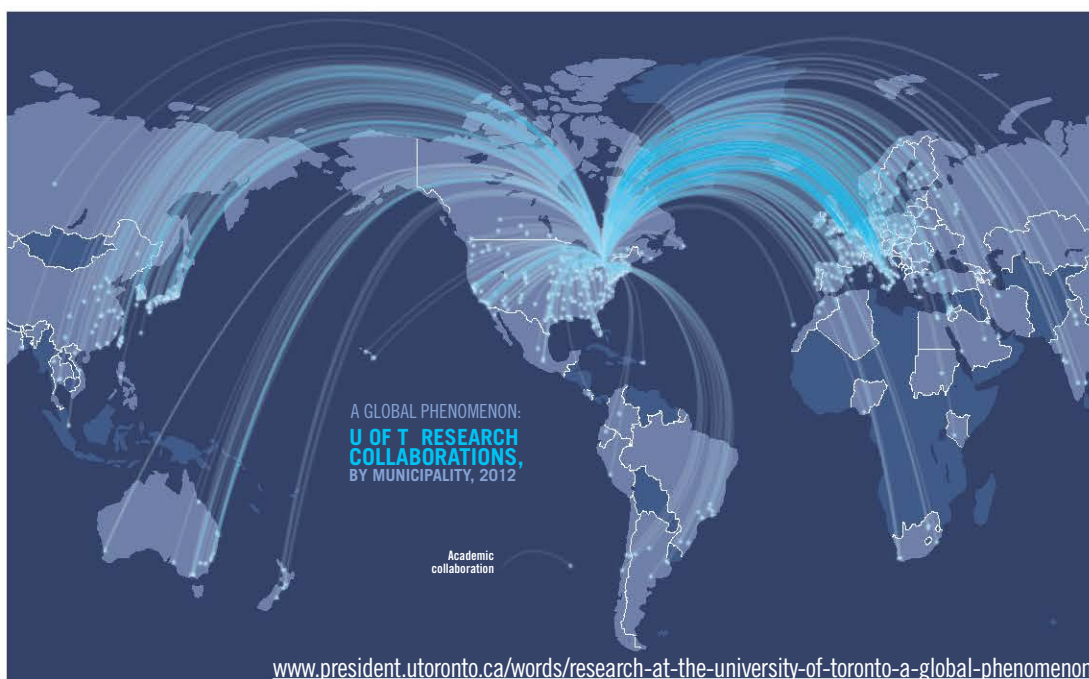 A GLOBAL PHENOMENON:
U OF T RESEARCH
COLLABORATIONS,
BY MUNICIPALITY, 2012
Academic
collaboration
www.president.utoronto.ca/words/research-at-the-university-of-toronto-a-global-phenomenon